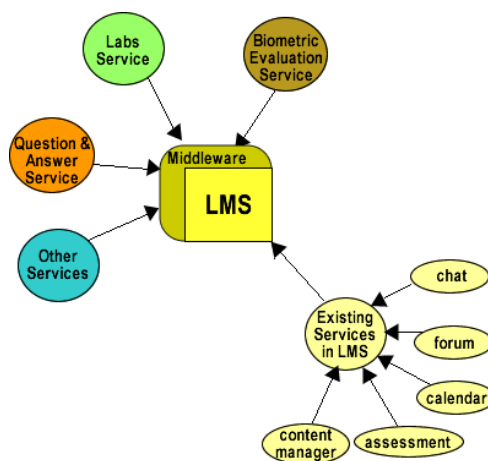 Labs
Service
Biometric
Evaluation
Service
Question &
Answer
Service
Middleware
LMS
Other
Services
Existing
Services
in LMS
chat
forum
calendar
assessment
content
manager